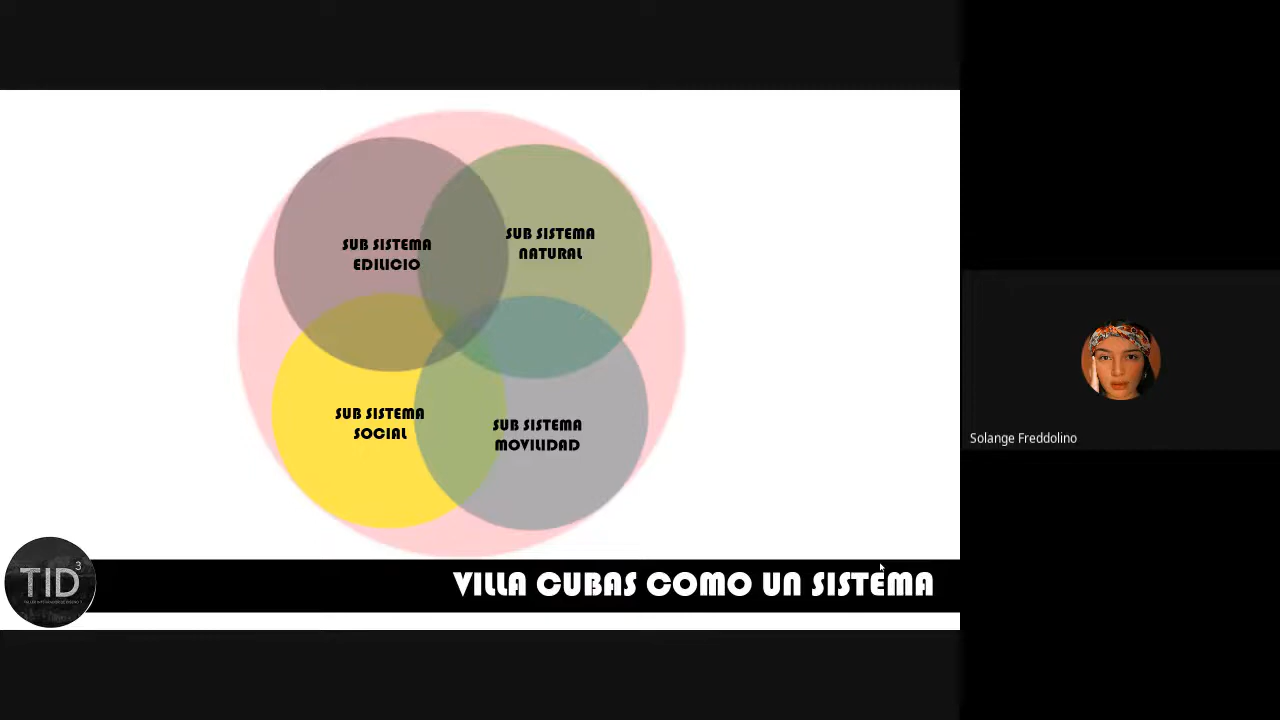 SUB SISTEMA
EDILICIO
SUB SISTEMA
NATURAL
SUB SISTEMA
SOCIAL
SUB SISTEMA
MOVILIDAD
Solange Freddolino
TID³
VILLA CUBAS COMO UN SISTEMA